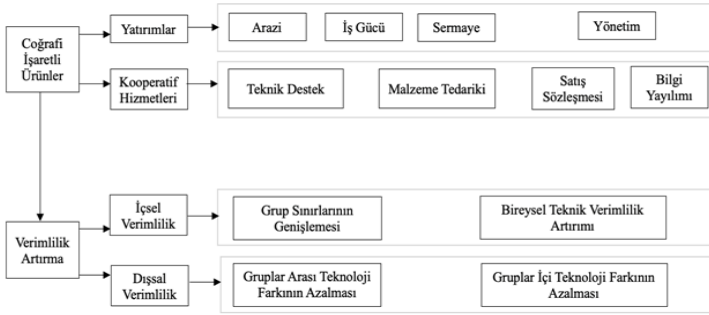 Coğrafi
İşaretli
Ürünler
Yatırımlar
Arazi
İş Gücü
Sermaye
Yönetim
Kooperatif
Hizmetleri
Teknik Destek
Malzeme Tedariki
Satış
Sözleşmesi
Bilgi
Yayılımı
Verimlilik
Artırma
İçsel
Verimlilik
Grup Sınırlarının
Genişlemesi
Bireysel Teknik Verimlilik
Artırımı
Dışsal
Verimlilik
Gruplar Arası Teknoloji
Farkının Azalması
Gruplar İçi Teknoloji Farkının
Azalması